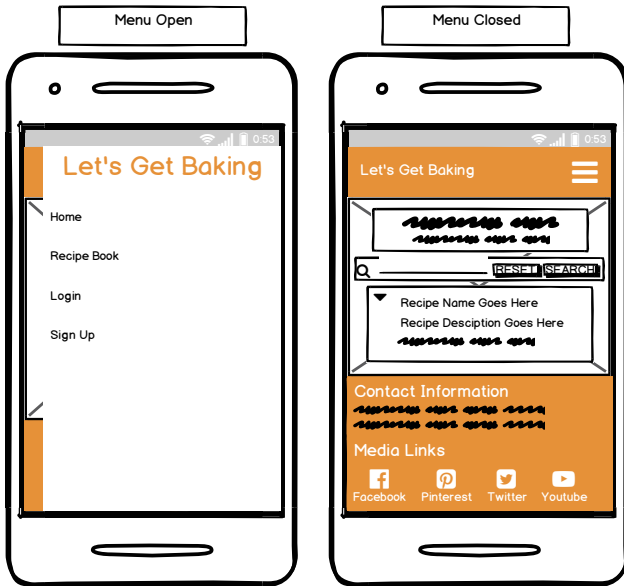 Menu Open
0:53
Let's Get Baking
Home
Recipe Book
Login
Sign Up
Menu Closed
0:53
Let's Get Baking
RESET SEARCH
Recipe Name Goes Here
Recipe Desciption Goes Here
Contact Information
Media Links
Facebook Pinterest Twitter Youtube